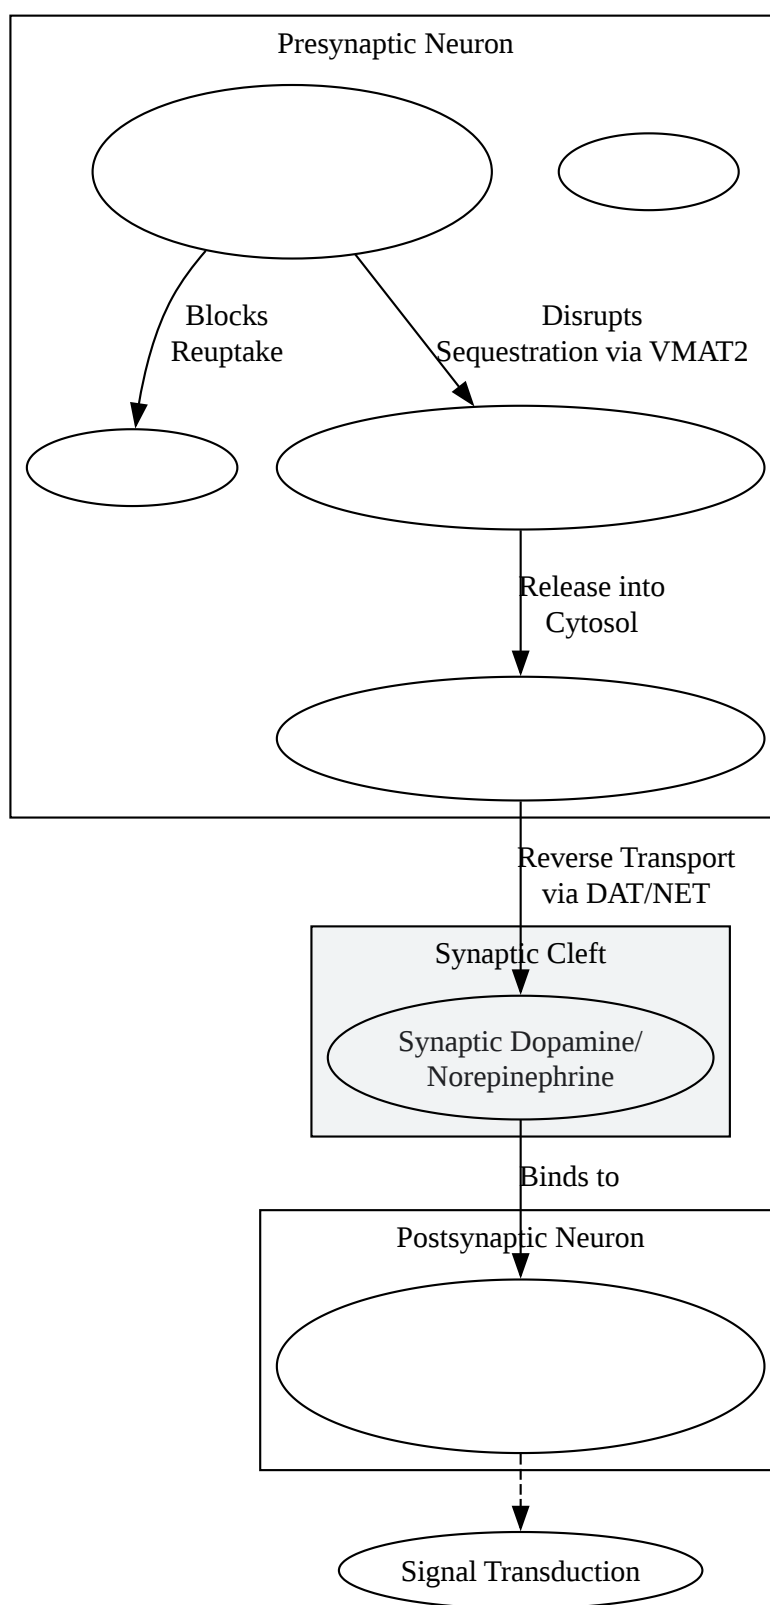 Presynaptic Neuron
Blocks
Reuptake
Disrupts
Sequestration via VMAT2
Release into
Cytosol
Reverse Transport
via DAT/NET
Synaptic Cleft
Synaptic Dopamine/
Norepinephrine
Binds to
Postsynaptic Neuron
Signal Transduction